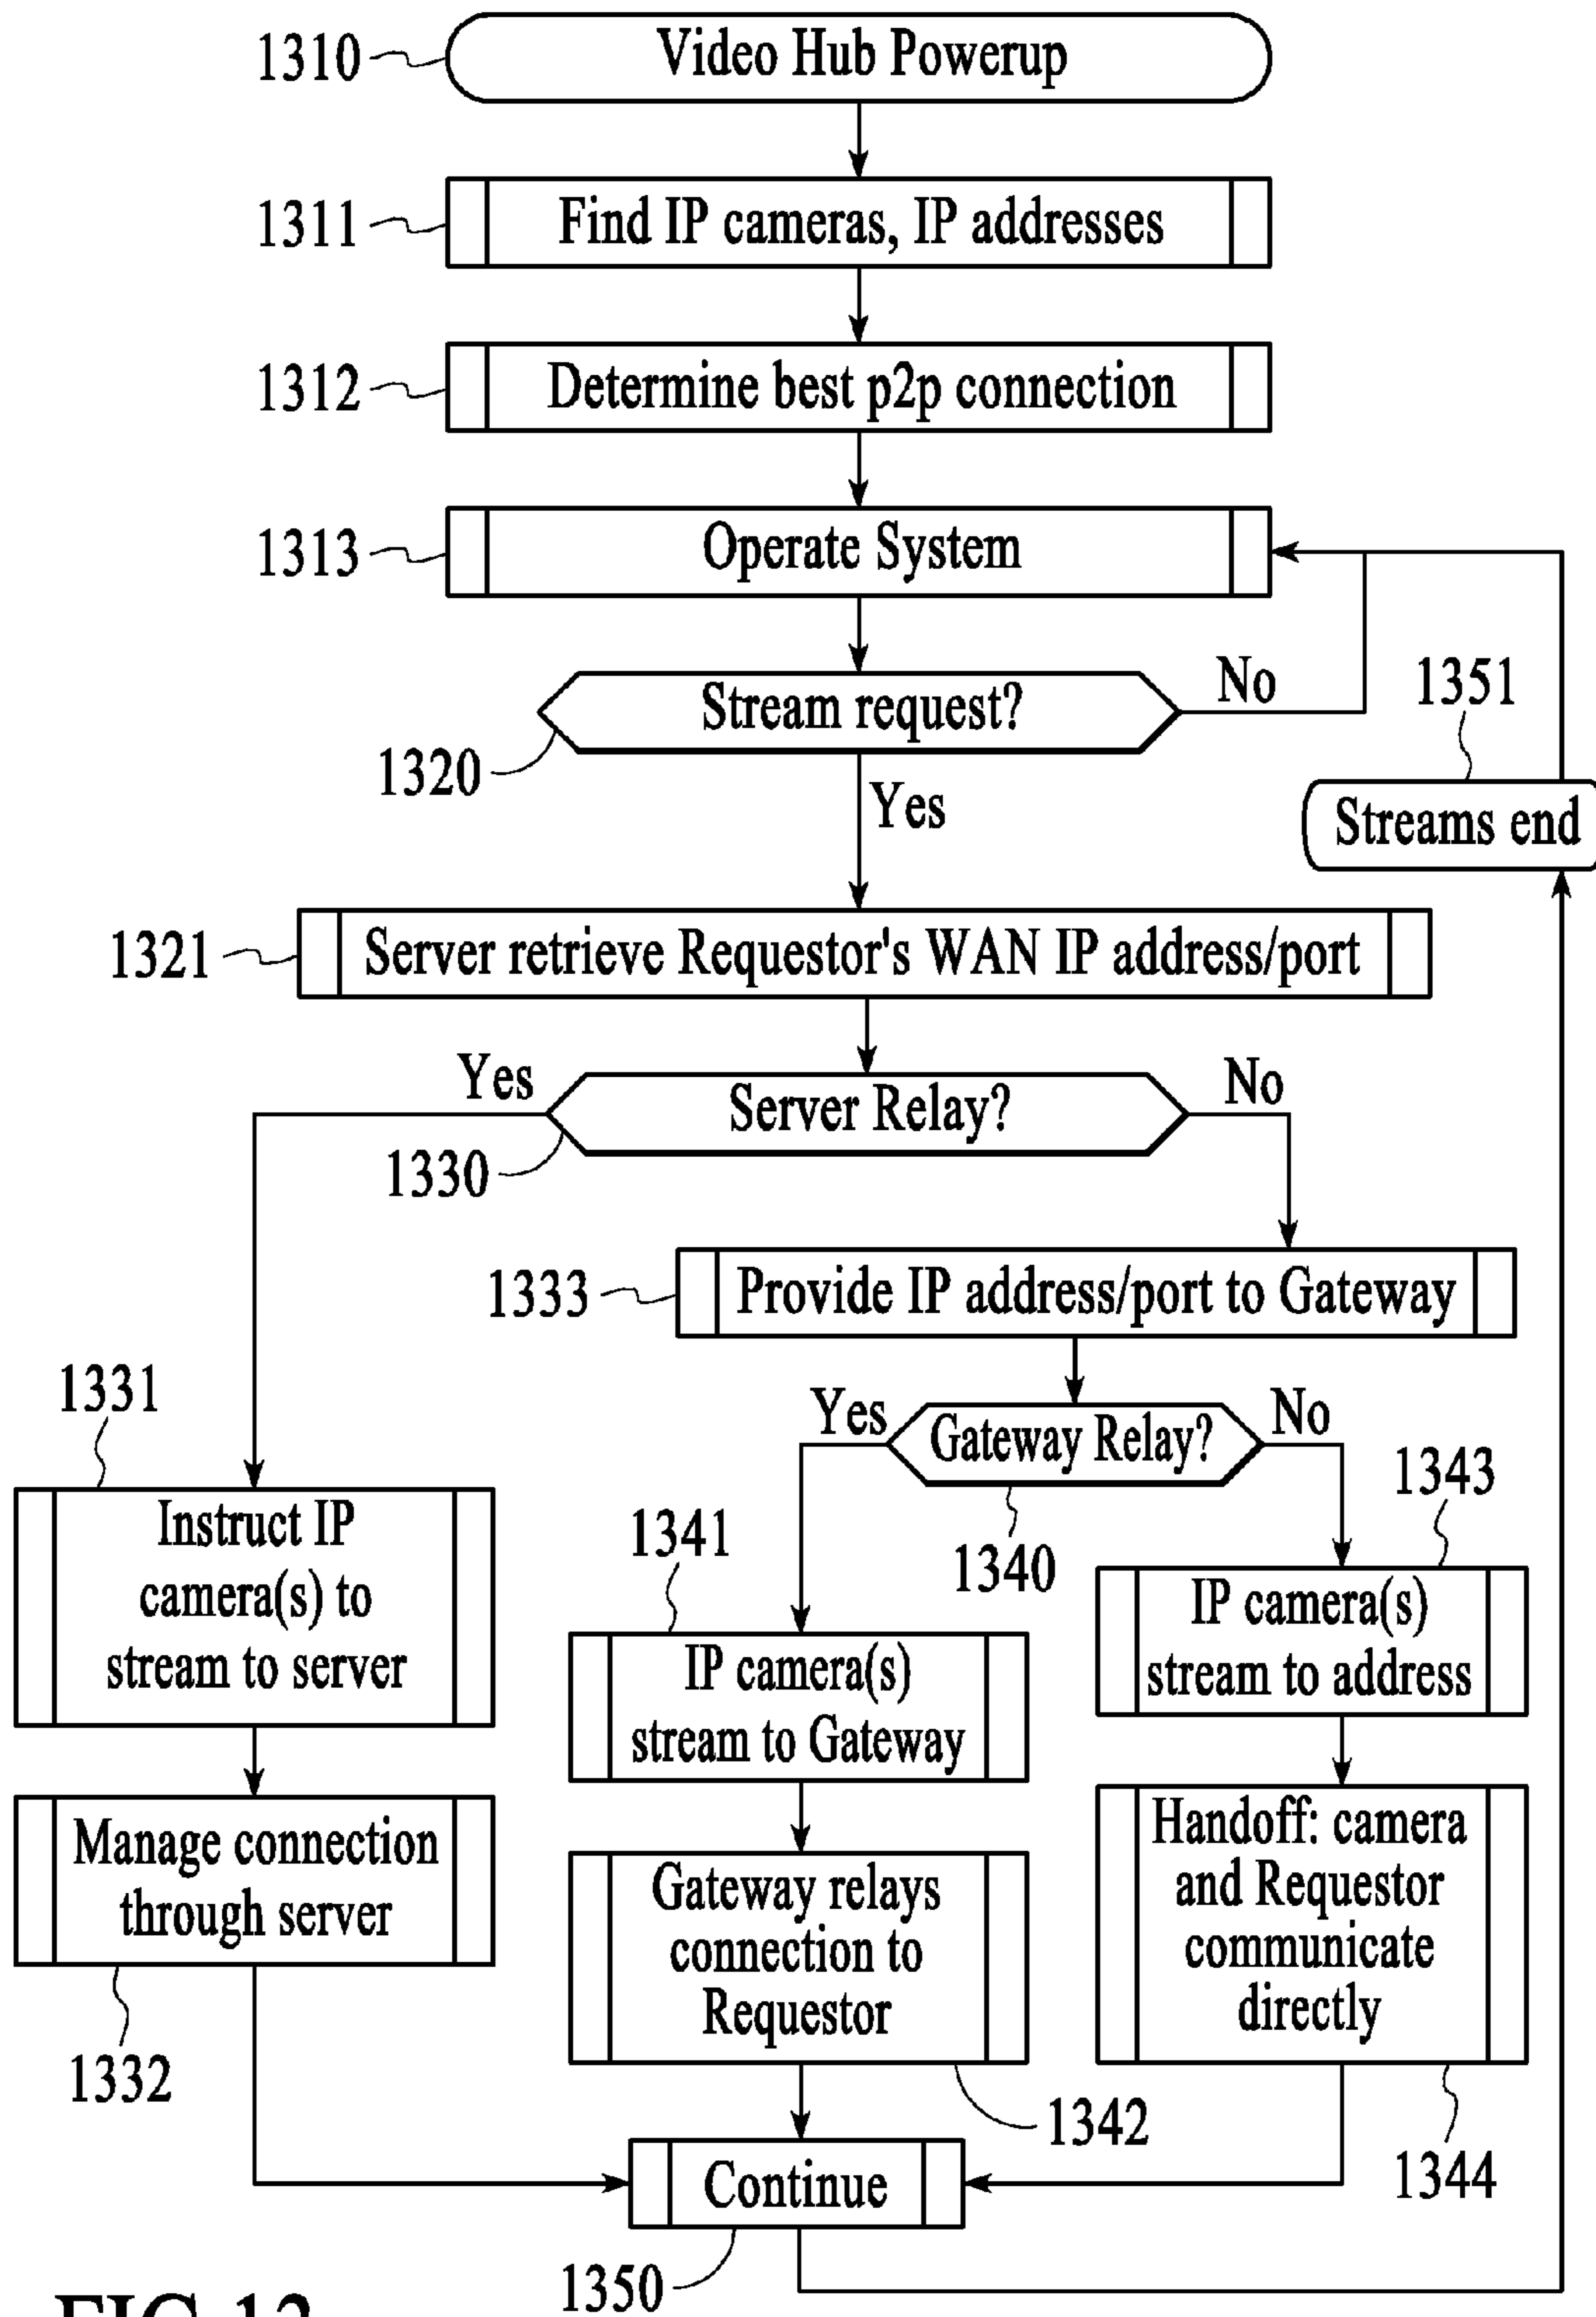 1310
Video Hub Powerup
1311
Find IP cameras, IP addresses
1312
Determine best p2p connection
1313
Operate System
Stream request?
No
1320
Yes
1351
Streams end
1321
Server retrieve Requestor's WAN IP address/port
Yes
Server Relay?
No
1330
1333
Provide IP address/port to Gateway
1331
Yes
Gateway Relay?
No
1340
1343
Instruct IP
camera(s) to
stream to server
1341
IP camera(s)
stream to Gateway
IP camera(s)
stream to address
Manage connection
through server
1332
Gateway relays
connection to
Requestor
1342
Handoff: camera
and Requestor
communicate
directly
1344
Continue
1350